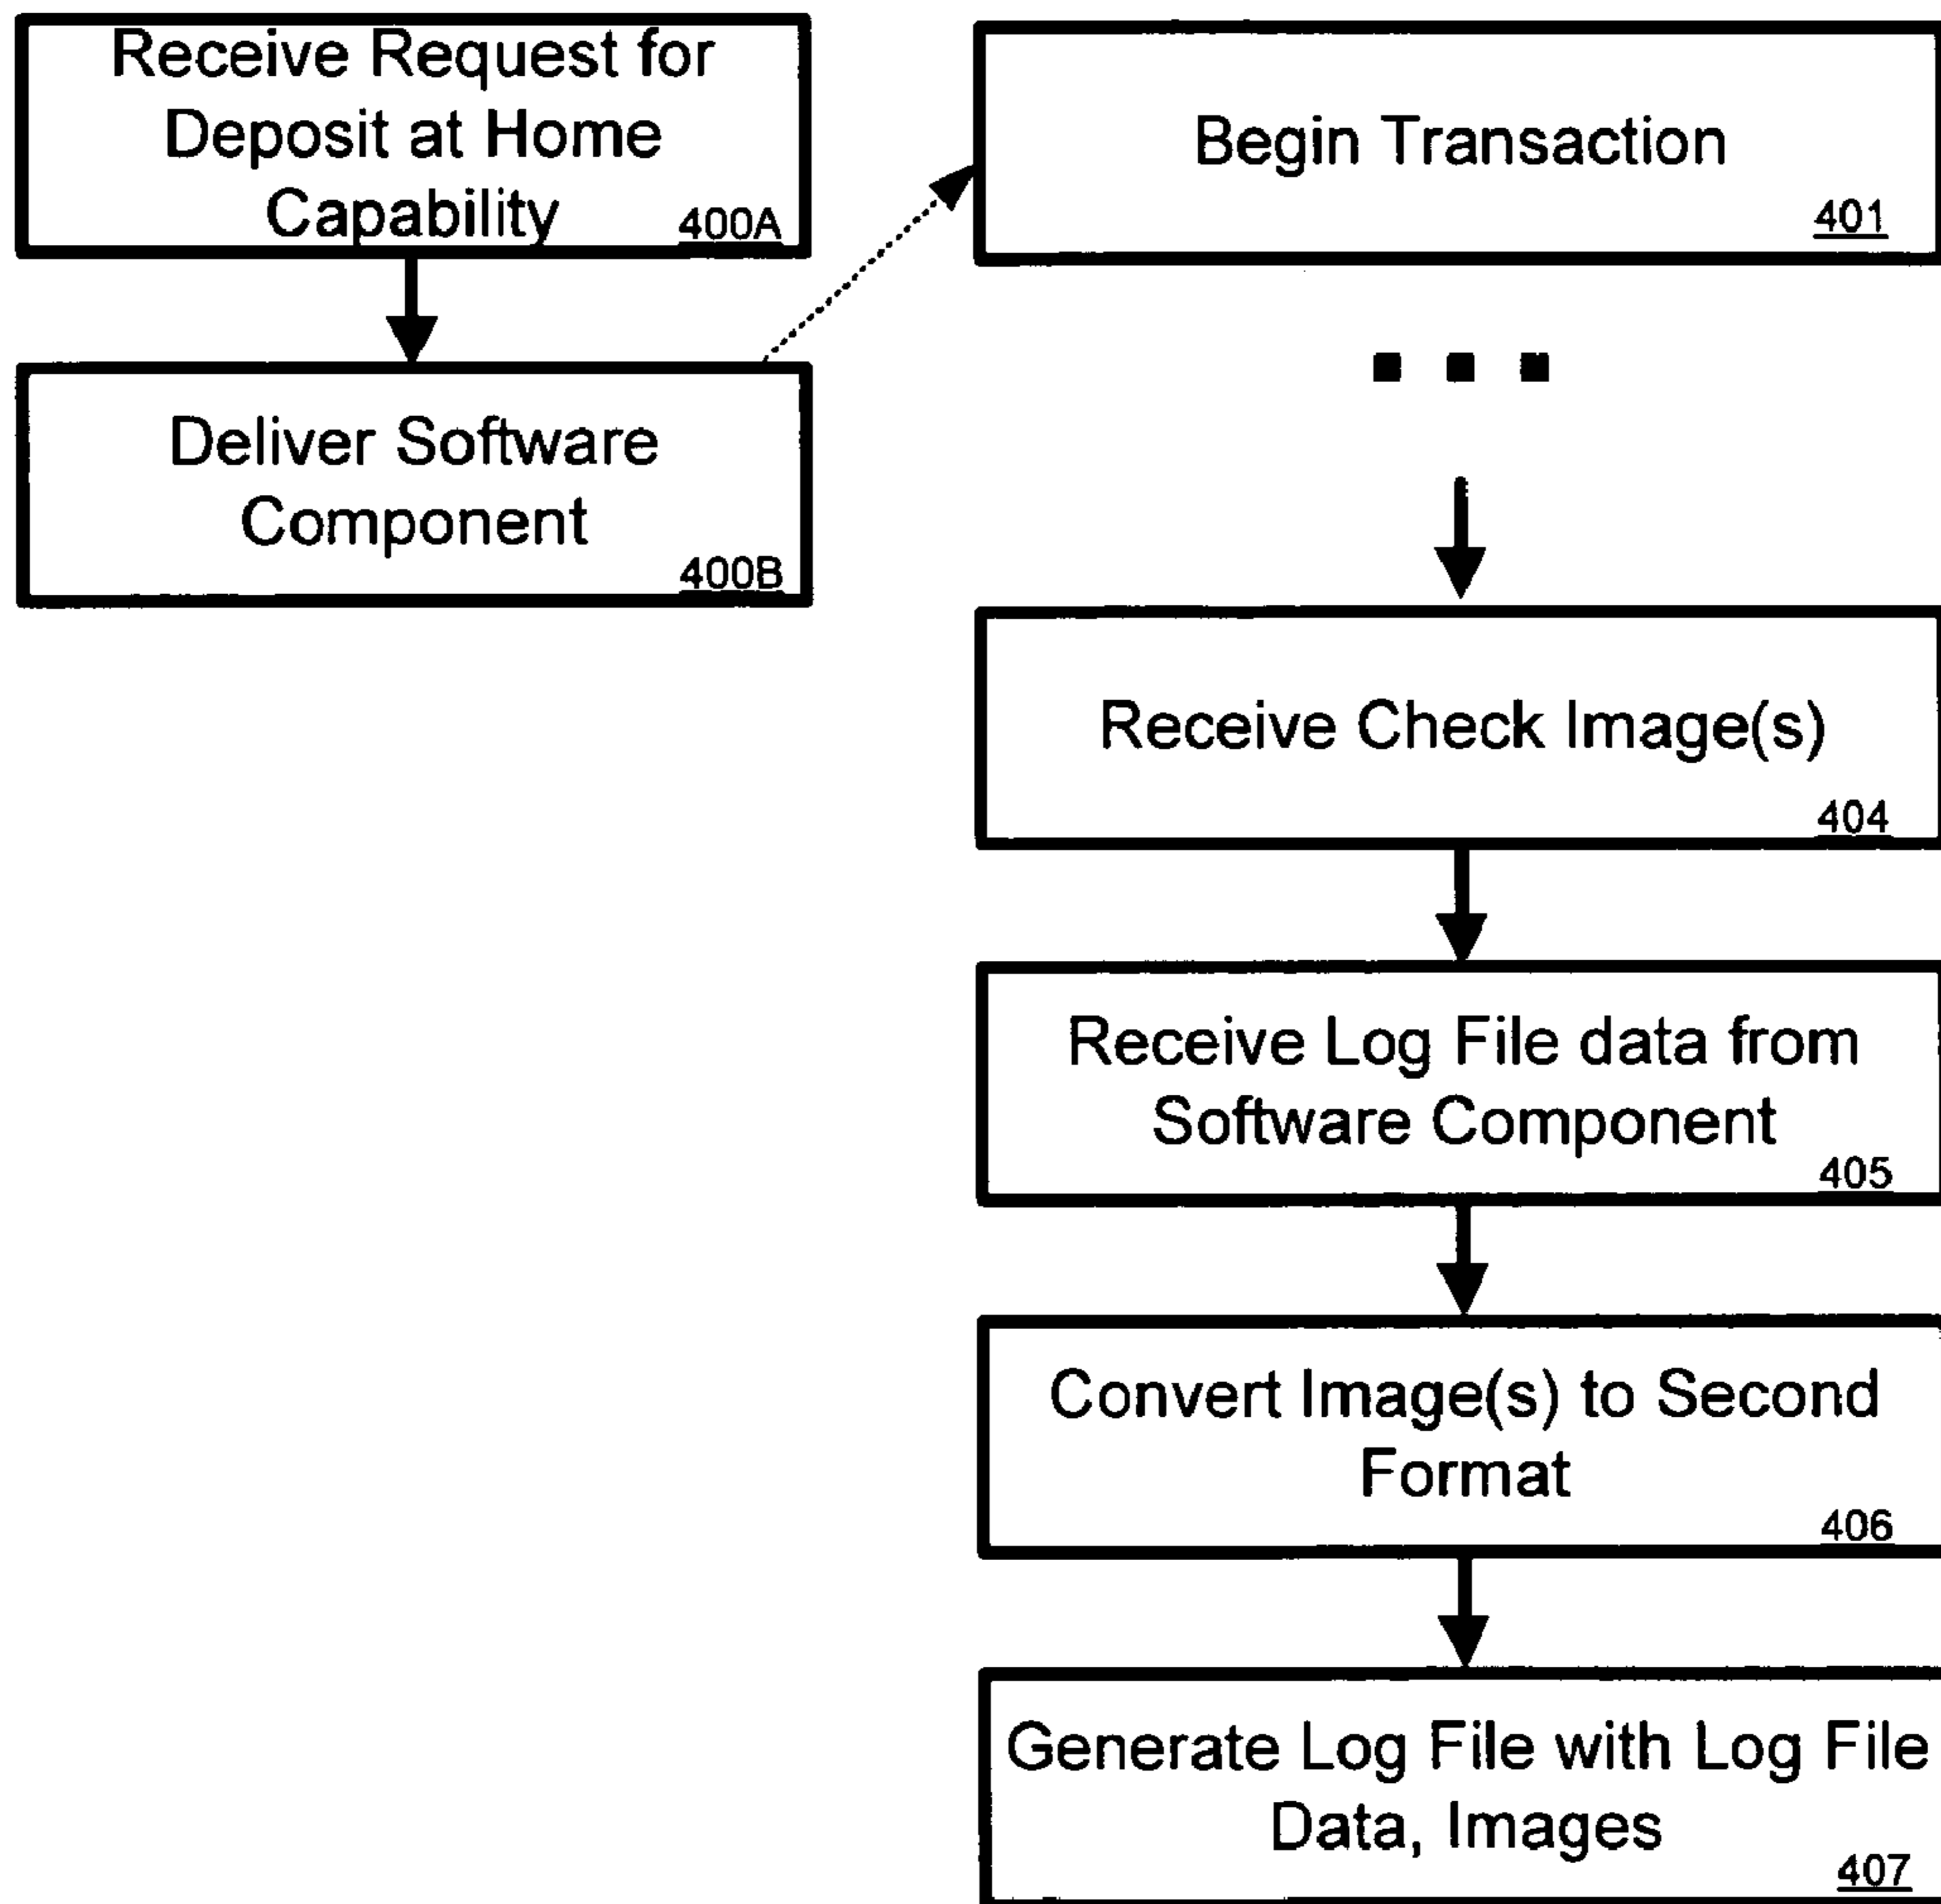 Receive Request for
Deposit at Home
Capability
400A
Deliver Software
Component
400B
Begin Transaction
401
Receive Check Image(s)
404
Receive Log File data from
Software Component
405
Convert Image(s) to Second
Format
406
Generate Log File with Log File
Data, Images
407